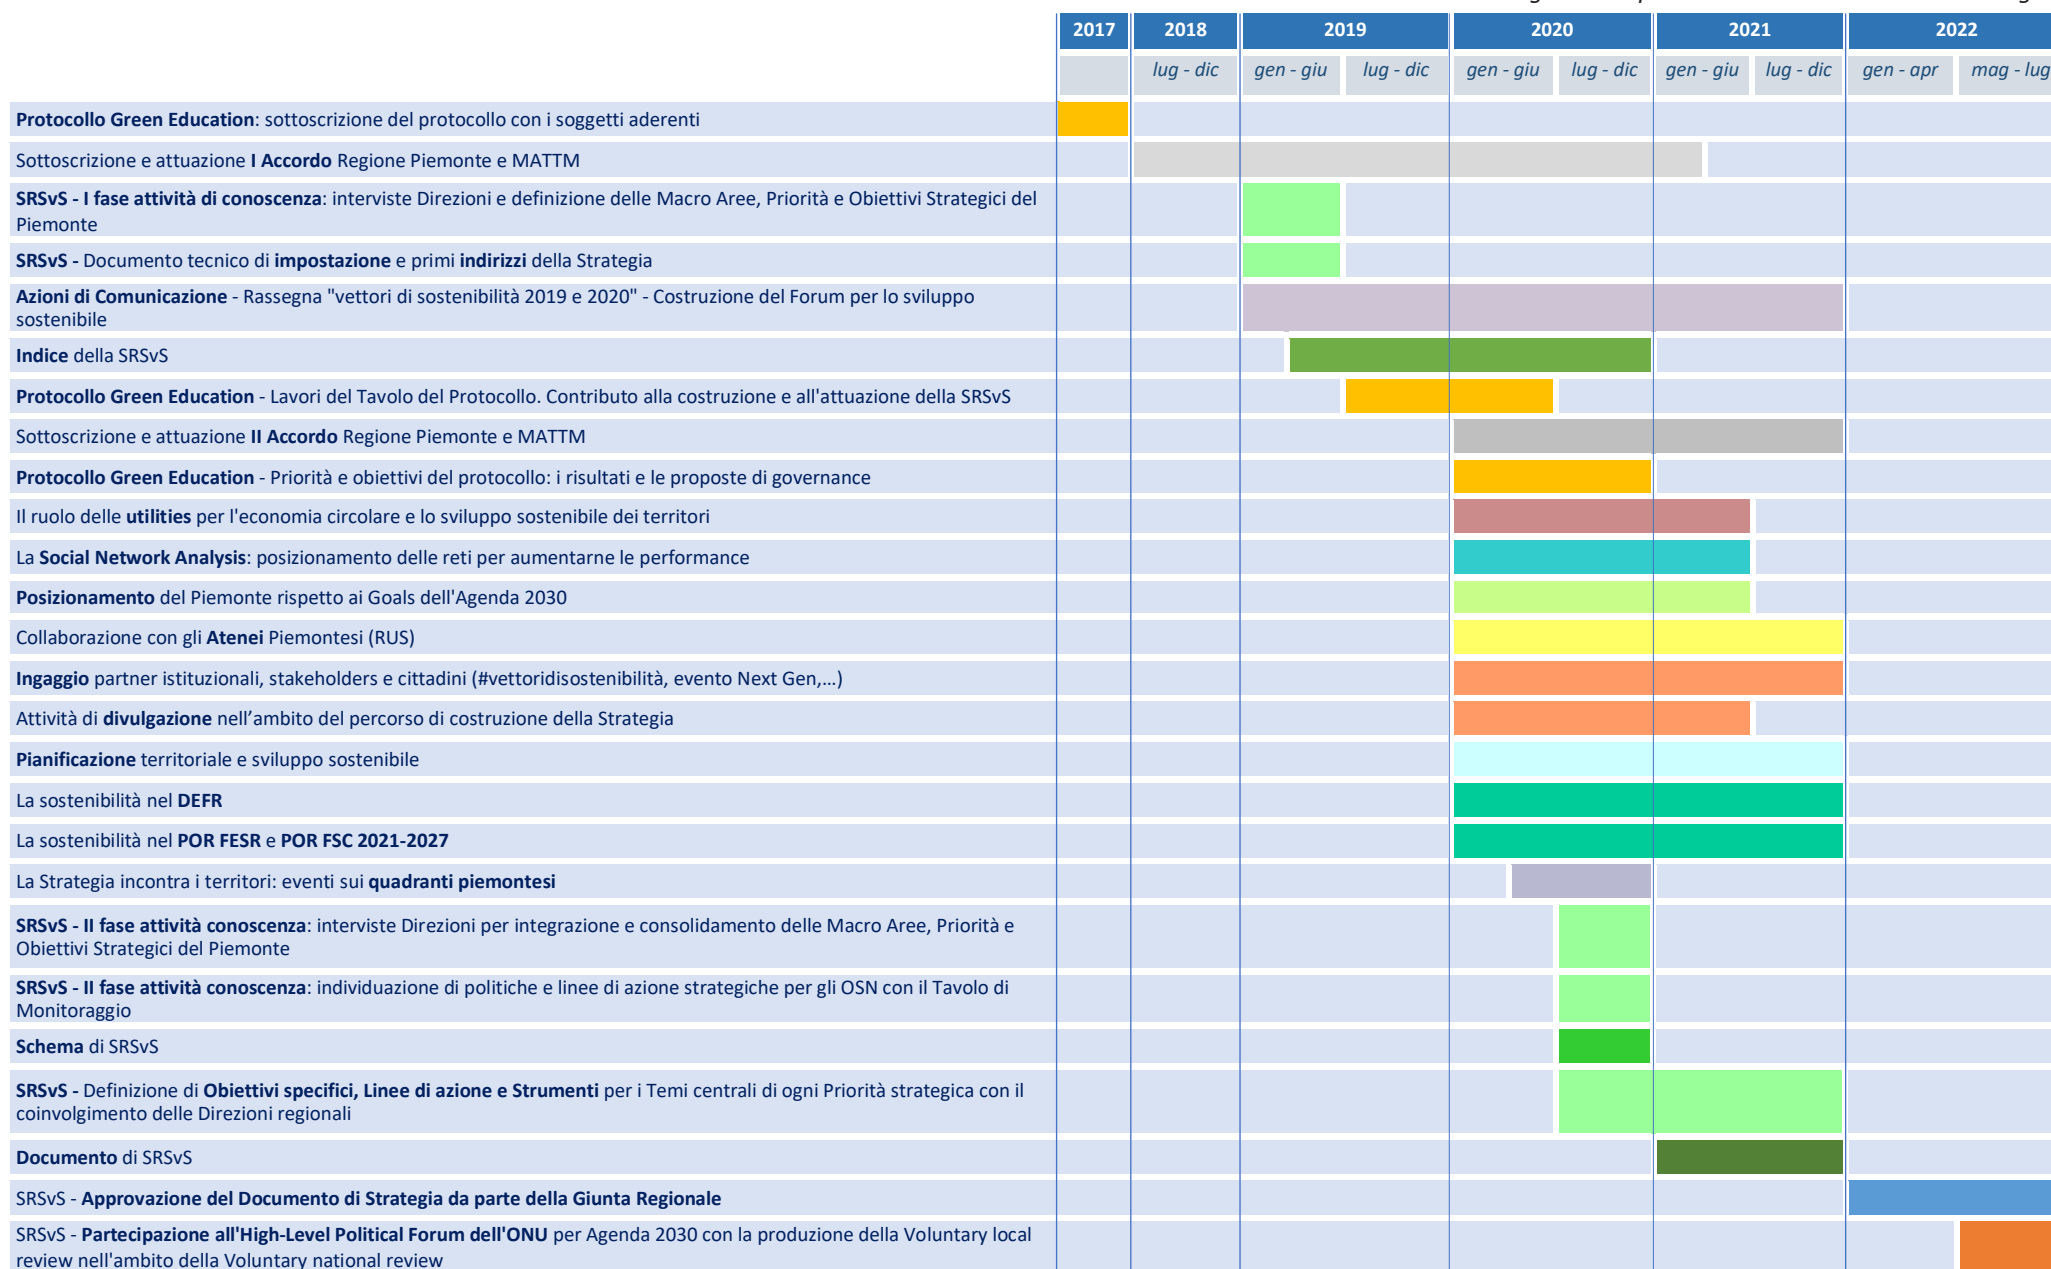 2017 2018 2019 2020 2021 2022
lug - dic gen - giu lug - dic gen - giu lug - dic gen - giu lug - dic gen - apr mag - lug
Protocollo Green Education: sottoscrizione del protocollo con i soggetti aderenti
Sottoscrizione e attuazione I Accordo Regione Piemonte e MATTM
SRSvS - I fase attività di conoscenza: interviste Direzioni e definizione delle Macro Aree, Priorità e Obiettivi Strategici del
Piemonte
SRSvS - Documento tecnico di impostazione e primi indirizzi della Strategia
Azioni di Comunicazione - Rassegna "vettori di sostenibilità 2019 e 2020" - Costruzione del Forum per lo sviluppo
sostenibile
Indice della SRSvS
Protocollo Green Education - Lavori del Tavolo del Protocollo. Contributo alla costruzione e all'attuazione della SRSvS
Sottoscrizione e attuazione II Accordo Regione Piemonte e MATTM
Protocollo Green Education - Priorità e obiettivi del protocollo: i risultati e le proposte di governance
Il ruolo delle utilities per l'economia circolare e lo sviluppo sostenibile dei territori
La Social Network Analysis: posizionamento delle reti per aumentarne le performance
Posizionamento del Piemonte rispetto ai Goals dell'Agenda 2030
Collaborazione con gli Atenei Piemontesi (RUS)
Ingaggio partner istituzionali, stakeholders e cittadini (#vettoridisostenibilità, evento Next Gen,...)
Attività di divulgazione nell’ambito del percorso di costruzione della Strategia
Pianificazione territoriale e sviluppo sostenibile
La sostenibilità nel DEFR
La sostenibilità nel POR FESR e POR FSC 2021-2027
La Strategia incontra i territori: eventi sui quadranti piemontesi
SRSvS - II fase attività conoscenza: interviste Direzioni per integrazione e consolidamento delle Macro Aree, Priorità e
Obiettivi Strategici del Piemonte
SRSvS - II fase attività conoscenza: individuazione di politiche e linee di azione strategiche per gli OSN con il Tavolo di
Monitoraggio
Schema di SRSvS
SRSvS - Definizione di Obiettivi specifici, Linee di azione e Strumenti per i Temi centrali di ogni Priorità strategica con il
coinvolgimento delle Direzioni regionali
Documento di SRSvS
SRSvS - Approvazione del Documento di Strategia da parte della Giunta Regionale
SRSvS - Partecipazione all'High-Level Political Forum dell'ONU per Agenda 2030 con la produzione della Voluntary local
review nell'ambito della Voluntary national review